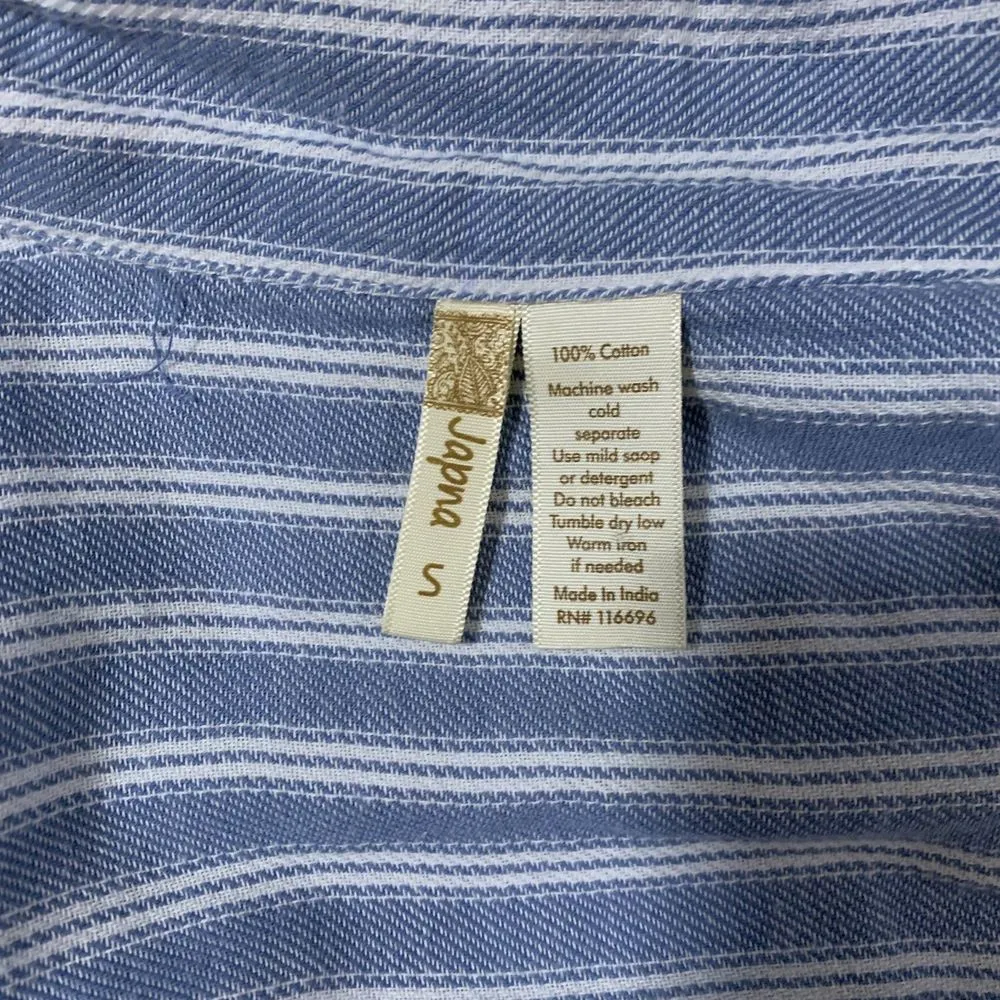 Japna S
100% Cotton
Machine wash
cold
separate
Use mild soap
or detergent
Do not bleach
Tumble dry low
Warm iron
if needed
Made In India
RN# 116696